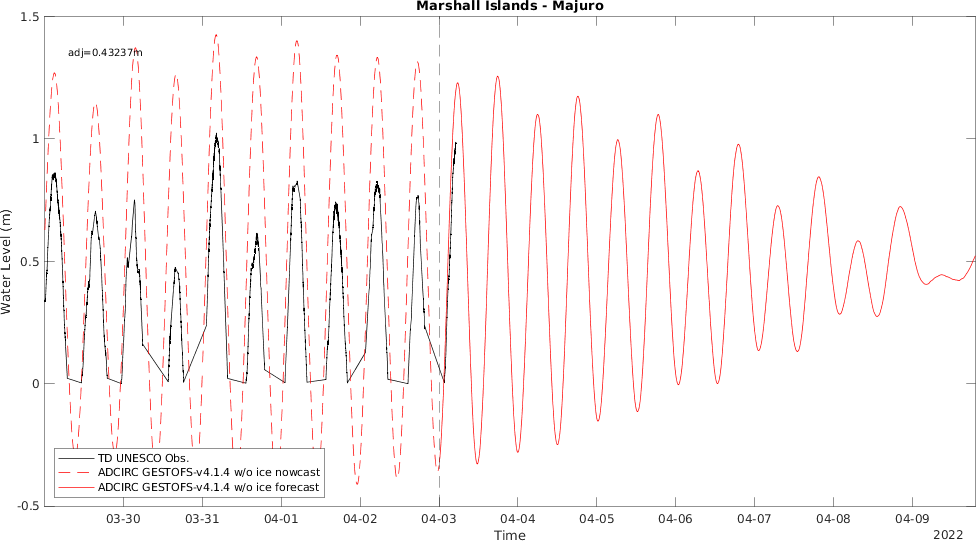 Marshall Islands - Majuro
adj=0.43237m
1.5
1
0.5
0
-0.5
Water Level (m)
TD UNESCO Obs.
ADCIRC GESTOFS-v4.1.4 w/o ice nowcast
ADCIRC GESTOFS-v4.1.4 w/o ice forecast
03-30 03-31 04-01 04-02 04-03 04-04 04-05 04-06 04-07 04-08 04-09
Time
2022